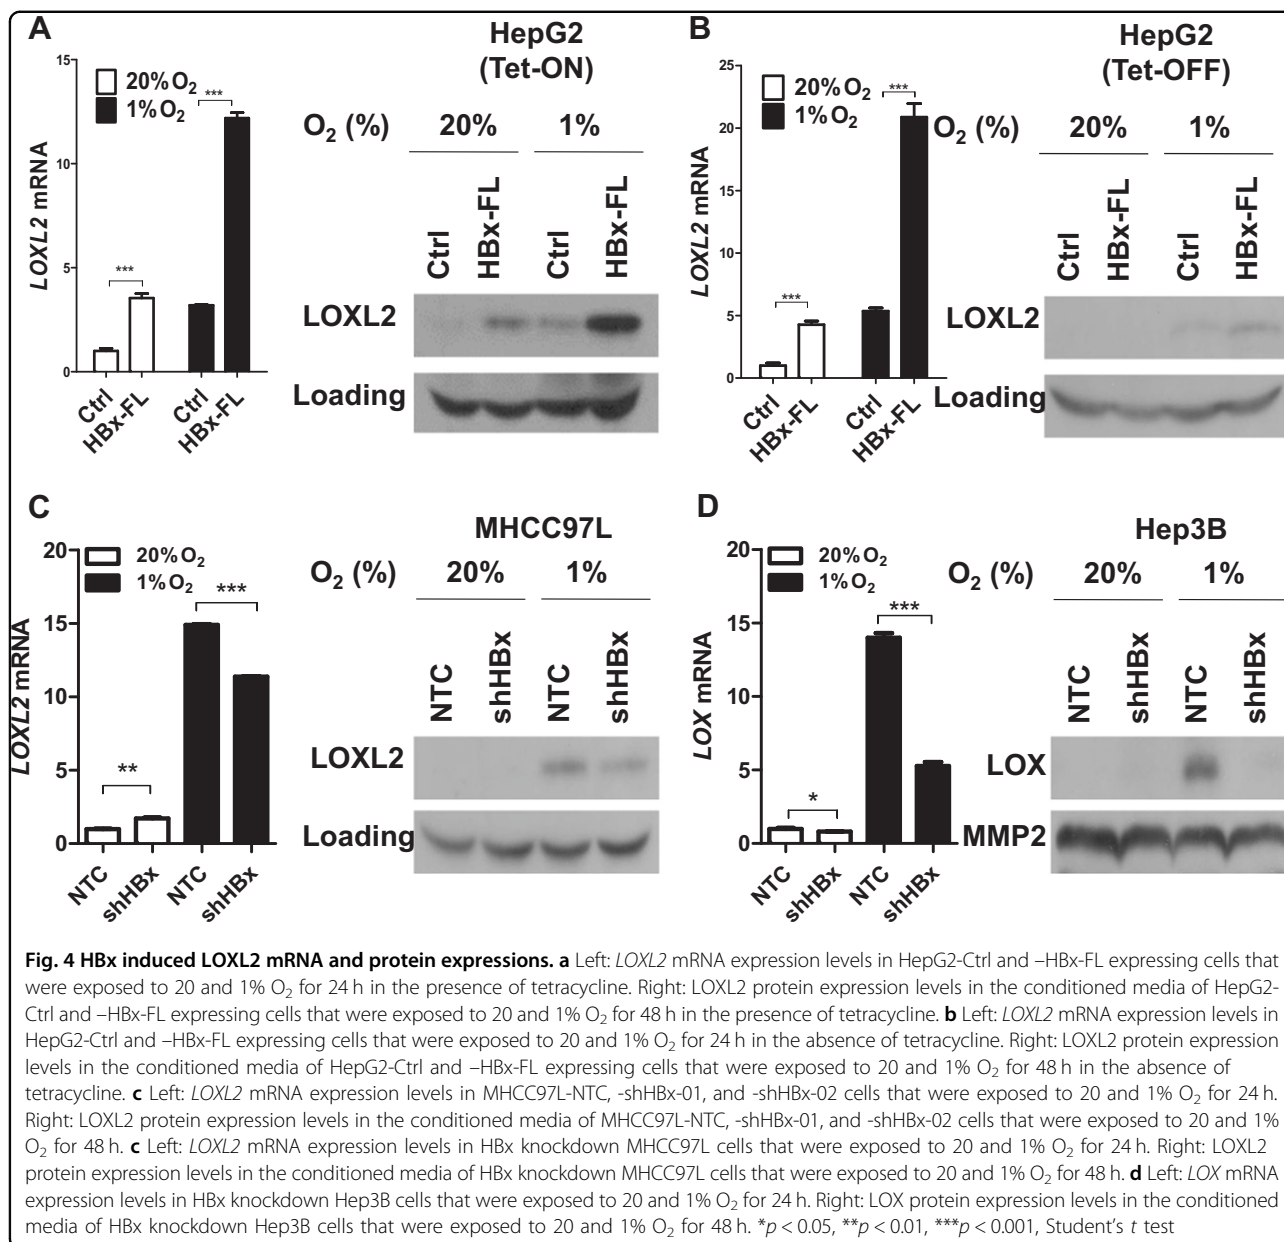 A
HepG2
(Tet-ON)
15
10
5
0
LOXL2 mRNA
20% O2
1% O2
***
***
Ctrl
HBx-FL
Ctrl
HBx-FL
O2 (%)
20%
1%
Ctrl
HBx-FL
Ctrl
HBx-FL
LOXL2
Loading
B
HepG2
(Tet-OFF)
25
20
15
10
5
0
LOXL2 mRNA
20% O2
1% O2
***
***
Ctrl
HBx-FL
Ctrl
HBx-FL
O2 (%)
20%
1%
Ctrl
HBx-FL
Ctrl
HBx-FL
LOXL2
Loading
C
MHCC97L
20
15
10
5
0
LOXL2 mRNA
20% O2
1% O2
**
***
NTC
shHBx
NTC
shHBx
O2 (%)
20%
1%
NTC
shHBx
NTC
shHBx
LOXL2
Loading
D
Hep3B
20
15
10
5
0
LOX mRNA
20% O2
1% O2
*
***
NTC
shHBx
NTC
shHBx
O2 (%)
20%
1%
NTC
shHBx
NTC
shHBx
LOX
MMP2
Fig. 4 HBx induced LOXL2 mRNA and protein expressions. a Left: LOXL2 mRNA expression levels in HepG2-Ctrl and –HBx-FL expressing cells that
were exposed to 20 and 1% O2 for 24 h in the presence of tetracycline. Right: LOXL2 protein expression levels in the conditioned media of HepG2-
Ctrl and –HBx-FL expressing cells that were exposed to 20 and 1% O2 for 48 h in the presence of tetracycline. b Left: LOXL2 mRNA expression levels in
HepG2-Ctrl and –HBx-FL expressing cells that were exposed to 20 and 1% O2 for 24 h in the absence of tetracycline. Right: LOXL2 protein expression
levels in the conditioned media of HepG2-Ctrl and –HBx-FL expressing cells that were exposed to 20 and 1% O2 for 48 h in the absence of
tetracycline. c Left: LOXL2 mRNA expression levels in MHCC97L-NTC, -shHBx-01, and -shHBx-02 cells that were exposed to 20 and 1% O2 for 24 h.
Right: LOXL2 protein expression levels in the conditioned media of MHCC97L-NTC, -shHBx-01, and -shHBx-02 cells that were exposed to 20 and 1%
O2 for 48 h. c Left: LOXL2 mRNA expression levels in HBx knockdown MHCC97L cells that were exposed to 20 and 1% O2 for 24 h. Right: LOXL2
protein expression levels in the conditioned media of HBx knockdown MHCC97L cells that were exposed to 20 and 1% O2 for 48 h. d Left: LOX mRNA
expression levels in HBx knockdown Hep3B cells that were exposed to 20 and 1% O2 for 24 h. Right: LOX protein expression levels in the conditioned
media of HBx knockdown Hep3B cells that were exposed to 20 and 1% O2 for 48 h. *p < 0.05, **p < 0.01, ***p < 0.001, Student’s t test